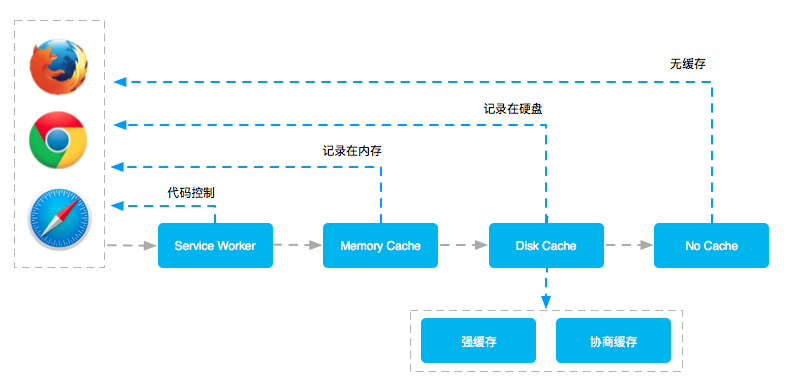 无缓存
记录在硬盘
记录在内存
代码控制
Service Worker
Memory Cache
Disk Cache
No Cache
强缓存
协商缓存